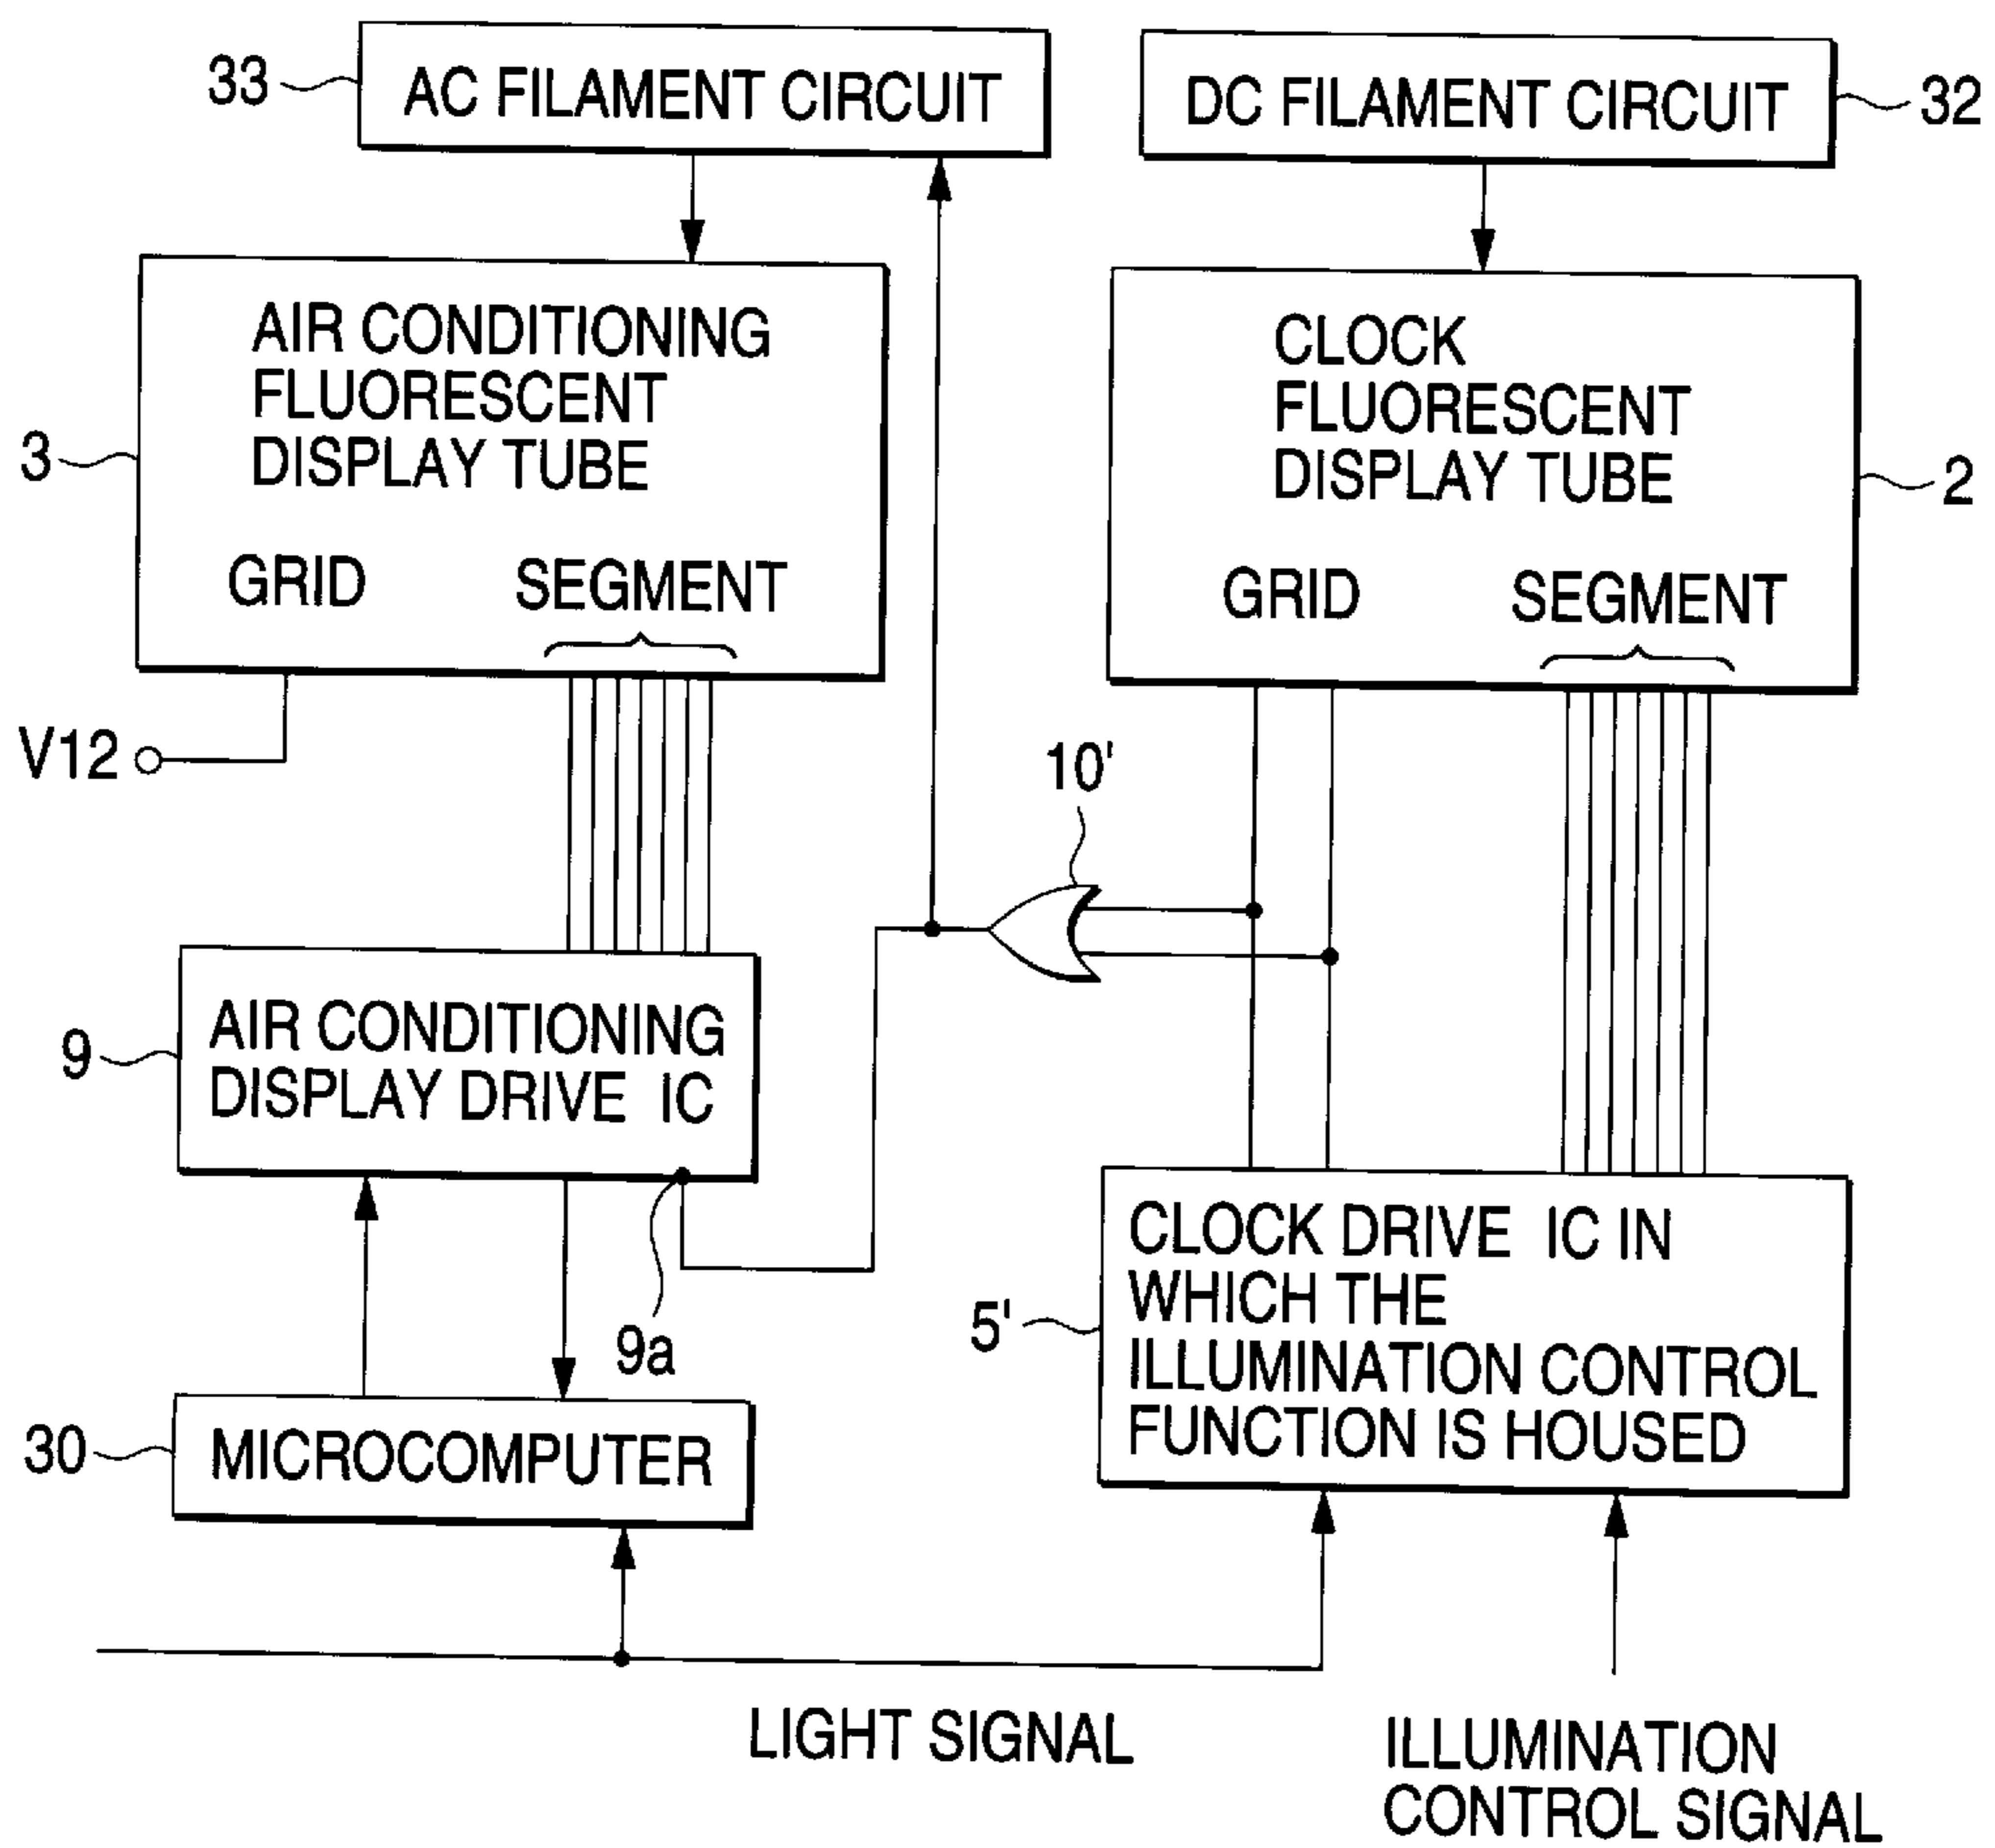 33
AC FILAMENT CIRCUIT
DC FILAMENT CIRCUIT
32
AIR CONDITIONING
FLUORESCENT
DISPLAY TUBE
3
GRID
SEGMENT
CLOCK
FLUORESCENT
DISPLAY TUBE
2
GRID
SEGMENT
V12
10'
9
AIR CONDITIONING
DISPLAY DRIVE IC
9a
5'
CLOCK DRIVE IC IN
WHICH THE
ILLUMINATION CONTROL
FUNCTION IS HOUSED
30
MICROCOMPUTER
LIGHT SIGNAL
ILLUMINATION
CONTROL SIGNAL